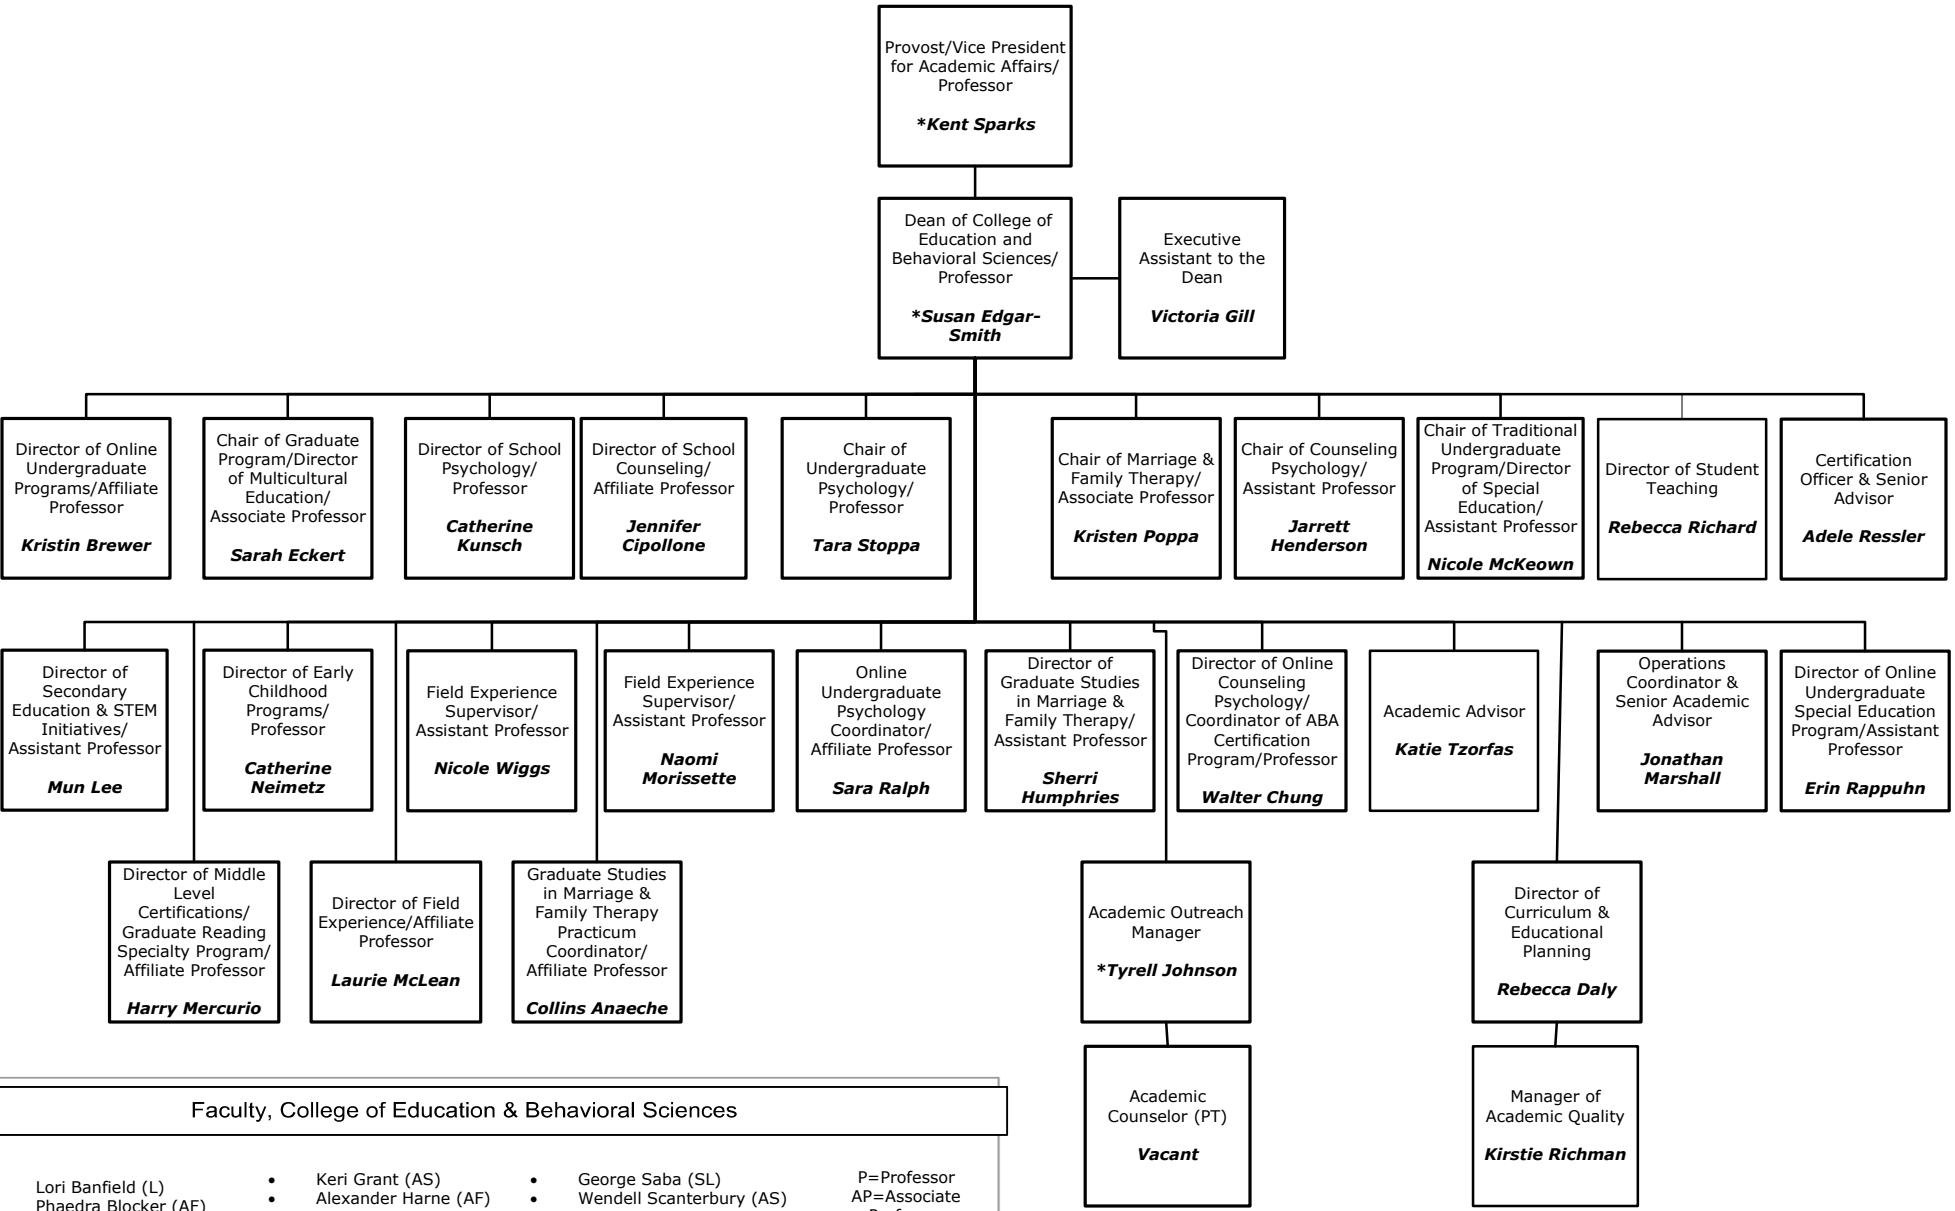 Provost/Vice President
for Academic Affairs/
Professor
*Kent Sparks
Dean of College of
Education and
Behavioral Sciences/
Professor
*Susan Edgar-
Smith
Executive
Assistant to the
Dean
Victoria Gill
Director of Online
Undergraduate
Programs/Affiliate
Professor
Kristin Brewer
Chair of Graduate
Program/Director
of Multicultural
Education/
Associate Professor
Sarah Eckert
Director of School
Psychology/
Professor
Catherine
Kunsch
Director of School
Counseling/
Affiliate Professor
Jennifer
Cipollone
Chair of
Undergraduate
Psychology/
Professor
Tara Stoppa
Chair of Marriage &
Family Therapy/
Associate Professor
Kristen Poppa
Chair of Counseling
Psychology/
Assistant Professor
Jarrett
Henderson
Chair of Traditional
Undergraduate
Program/Director
of Special
Education/
Assistant Professor
Nicole McKeown
Director of Student
Teaching
Rebecca Richard
Certification
Officer & Senior
Advisor
Adele Ressler
Director of
Secondary
Education & STEM
Initiatives/
Assistant Professor
Mun Lee
Director of Early
Childhood
Programs/
Professor
Catherine
Neimetz
Field Experience
Supervisor/
Assistant Professor
Nicole Wiggs
Field Experience
Supervisor/
Assistant Professor
Naomi
Morissette
Online
Undergraduate
Psychology
Coordinator/
Affiliate Professor
Sara Ralph
Director of
Graduate Studies
in Marriage &
Family Therapy/
Assistant Professor
Sherri
Humphries
Director of Online
Counseling
Psychology/
Coordinator of ABA
Certification
Program/Professor
Walter Chung
Academic Advisor
Katie Tzorfas
Operations
Coordinator &
Senior Academic
Advisor
Jonathan
Marshall
Director of Online
Undergraduate
Special Education
Program/Assistant
Professor
Erin Rappuhn
Director of Middle
Level
Certifications/
Graduate Reading
Specialty Program/
Affiliate Professor
Harry Mercurio
Director of Field
Experience/Affiliate
Professor
Laurie McLean
Graduate Studies
in Marriage &
Family Therapy
Practicum
Coordinator/
Affiliate Professor
Collins Anaeche
Academic Outreach
Manager
*Tyrell Johnson
Director of
Curriculum &
Educational
Planning
Rebecca Daly
Academic
Counselor (PT)
Vacant
Manager of
Academic Quality
Kirstie Richman
Faculty, College of Education & Behavioral Sciences
Lori Banfield (L)
Phaedra Blocker (AF)
• Keri Grant (AS)
• Alexander Harne (AF)
• George Saba (SL)
• Wendell Scanterbury (AS)
P=Professor
AP=Associate